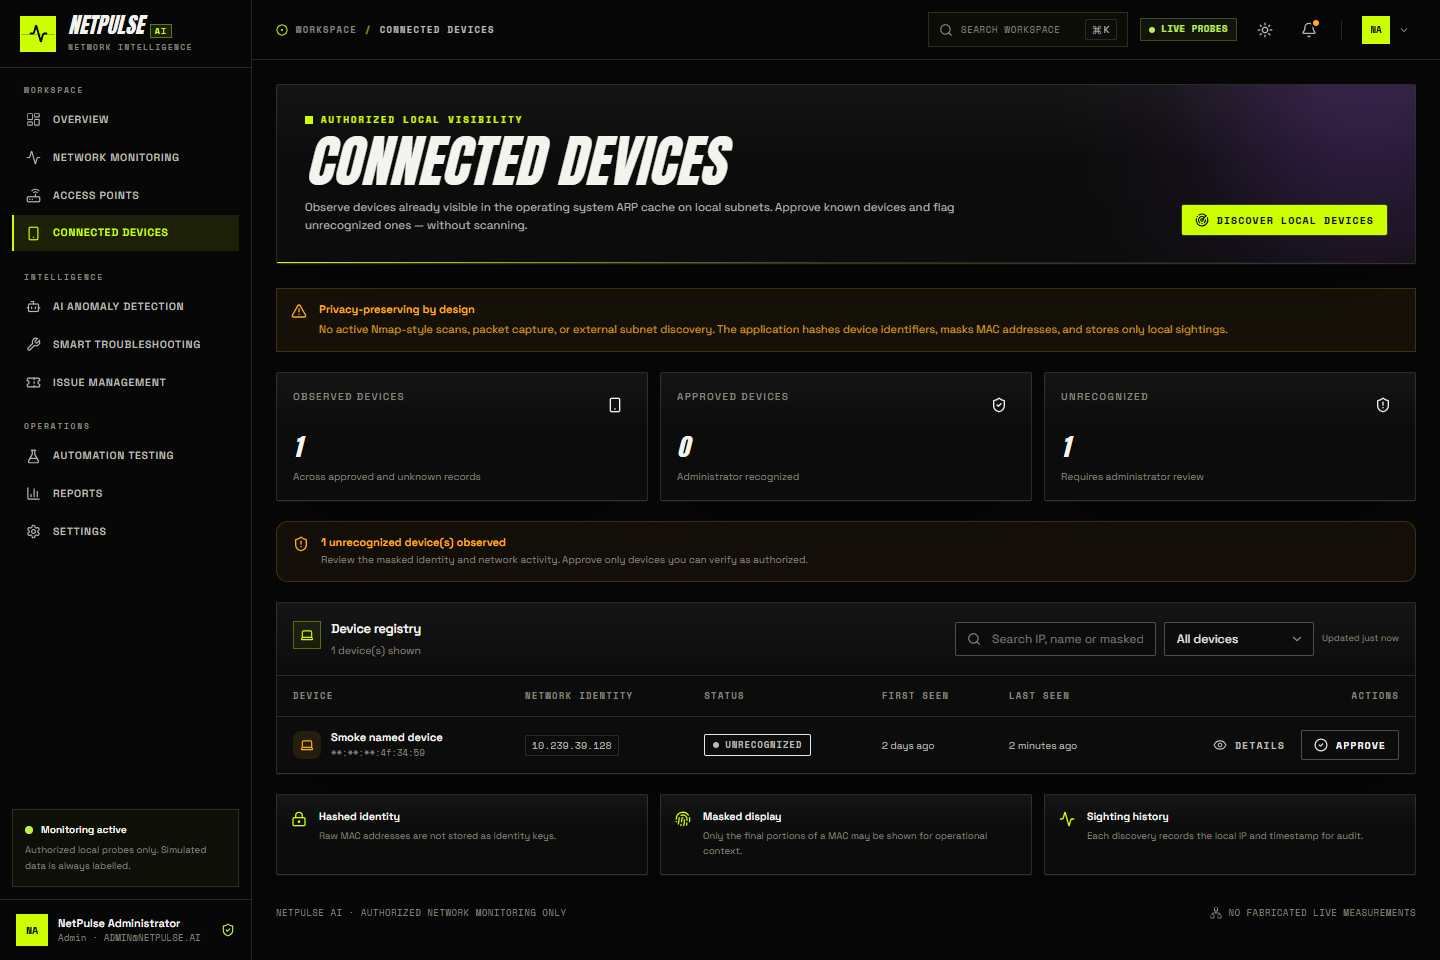 NETPULSE AI
NETWORK INTELLIGENCE
WORKSPACE
OVERVIEW
NETWORK MONITORING
ACCESS POINTS
CONNECTED DEVICES
INTELLIGENCE
AI ANOMALY DETECTION
SMART TROUBLESHOOTING
ISSUE MANAGEMENT
OPERATIONS
AUTOMATION TESTING
REPORTS
SETTINGS
Monitoring active
Authorized local probes only. Simulated
data is always labelled.
NA
NetPulse Administrator
Admin · ADMIN@NETPULSE.AI
WORKSPACE / CONNECTED DEVICES
SEARCH WORKSPACE ⌘K
LIVE PROBES
NA
AUTHORIZED LOCAL VISIBILITY
CONNECTED DEVICES
Observe devices already visible in the operating system ARP cache on local subnets. Approve known devices and flag
unrecognized ones — without scanning.
DISCOVER LOCAL DEVICES
Privacy-preserving by design
No active Nmap-style scans, packet capture, or external subnet discovery. The application hashes device identifiers, masks MAC addresses, and stores only local sightings.
OBSERVED DEVICES
1
Across approved and unknown records
APPROVED DEVICES
0
Administrator recognized
UNRECOGNIZED
1
Requires administrator review
1 unrecognized device(s) observed
Review the masked identity and network activity. Approve only devices you can verify as authorized.
Device registry
1 device(s) shown
Search IP, name or masked
All devices
Updated just now
DEVICE NETWORK IDENTITY STATUS FIRST SEEN LAST SEEN ACTIONS
Smoke named device
**:**:**:4f:34:59
10.239.39.128
UNRECOGNIZED
2 days ago
2 minutes ago
DETAILS
APPROVE
Hashed identity
Raw MAC addresses are not stored as identity keys.
Masked display
Only the final portions of a MAC may be shown for operational
context.
Sighting history
Each discovery records the local IP and timestamp for audit.
NETPULSE AI · AUTHORIZED NETWORK MONITORING ONLY
NO FABRICATED LIVE MEASUREMENTS